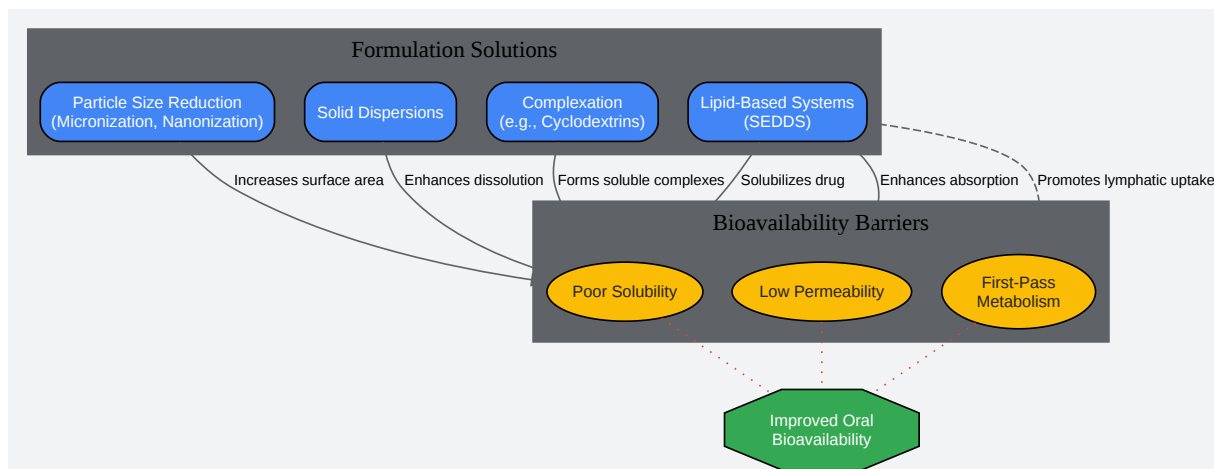 Formulation Solutions
Particle Size Reduction
(Micronization, Nanonization)
Solid Dispersions
Complexation
(e.g., Cyclodextrins)
Lipid-Based Systems
(SEDDS)
Increases surface area
Enhances dissolution
Forms soluble complexes
Solubilizes drug
Enhances absorption
Promotes lymphatic uptake
Bioavailability Barriers
Poor Solubility
Low Permeability
First-Pass
Metabolism
Improved Oral
Bioavailability